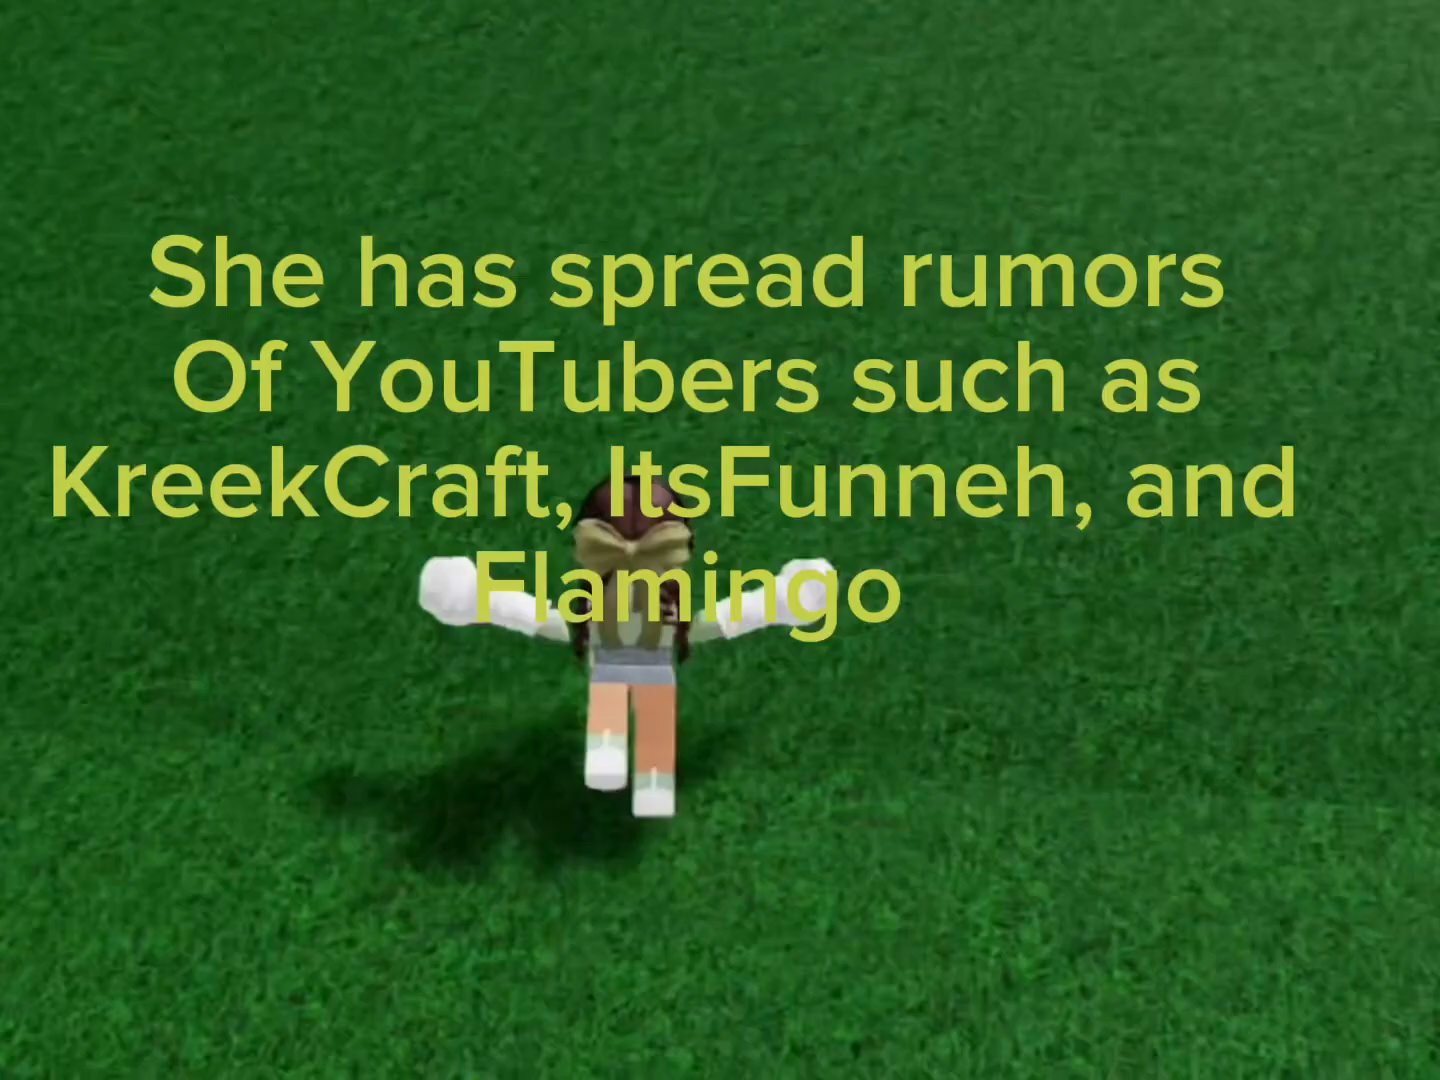 She has spread rumors
Of YouTubers such as
KreekCraft, ItsFunneh, and
Flamingo